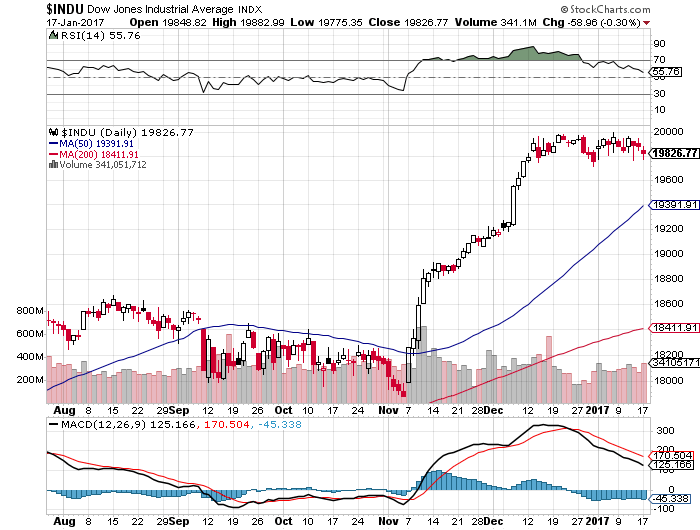 $INDU Dow Jones Industrial Average INDX
© StockCharts.com
17-Jan-2017 Open 19848.82 High 19882.99 Low 19775.35 Close 19826.77 Volume 341.1M Chg -58.96 (-0.30%)
RSI(14) 55.76
90
70
55.76
50
30
10
$INDU (Daily) 19826.77
MA(50) 19391.91
MA(200) 18411.91
Volume 341,051,712
20000
19826.77
19600
19391.91
19200
19000
18800
18600
18411.91
18200
34105171
18000
800M
600M
400M
200M
Aug 8 15 22 29 Sep 12 19 26 Oct 10 17 24 Nov 7 14 21 28 Dec 12 19 27 2017 9 17
MACD(12,26,9) 125.166, 170.504, -45.338
300
200
170.504
125.166
0
-45.338
-100
Aug 8 15 22 29 Sep 12 19 26 Oct 10 17 24 Nov 7 14 21 28 Dec 12 19 27 2017 9 17